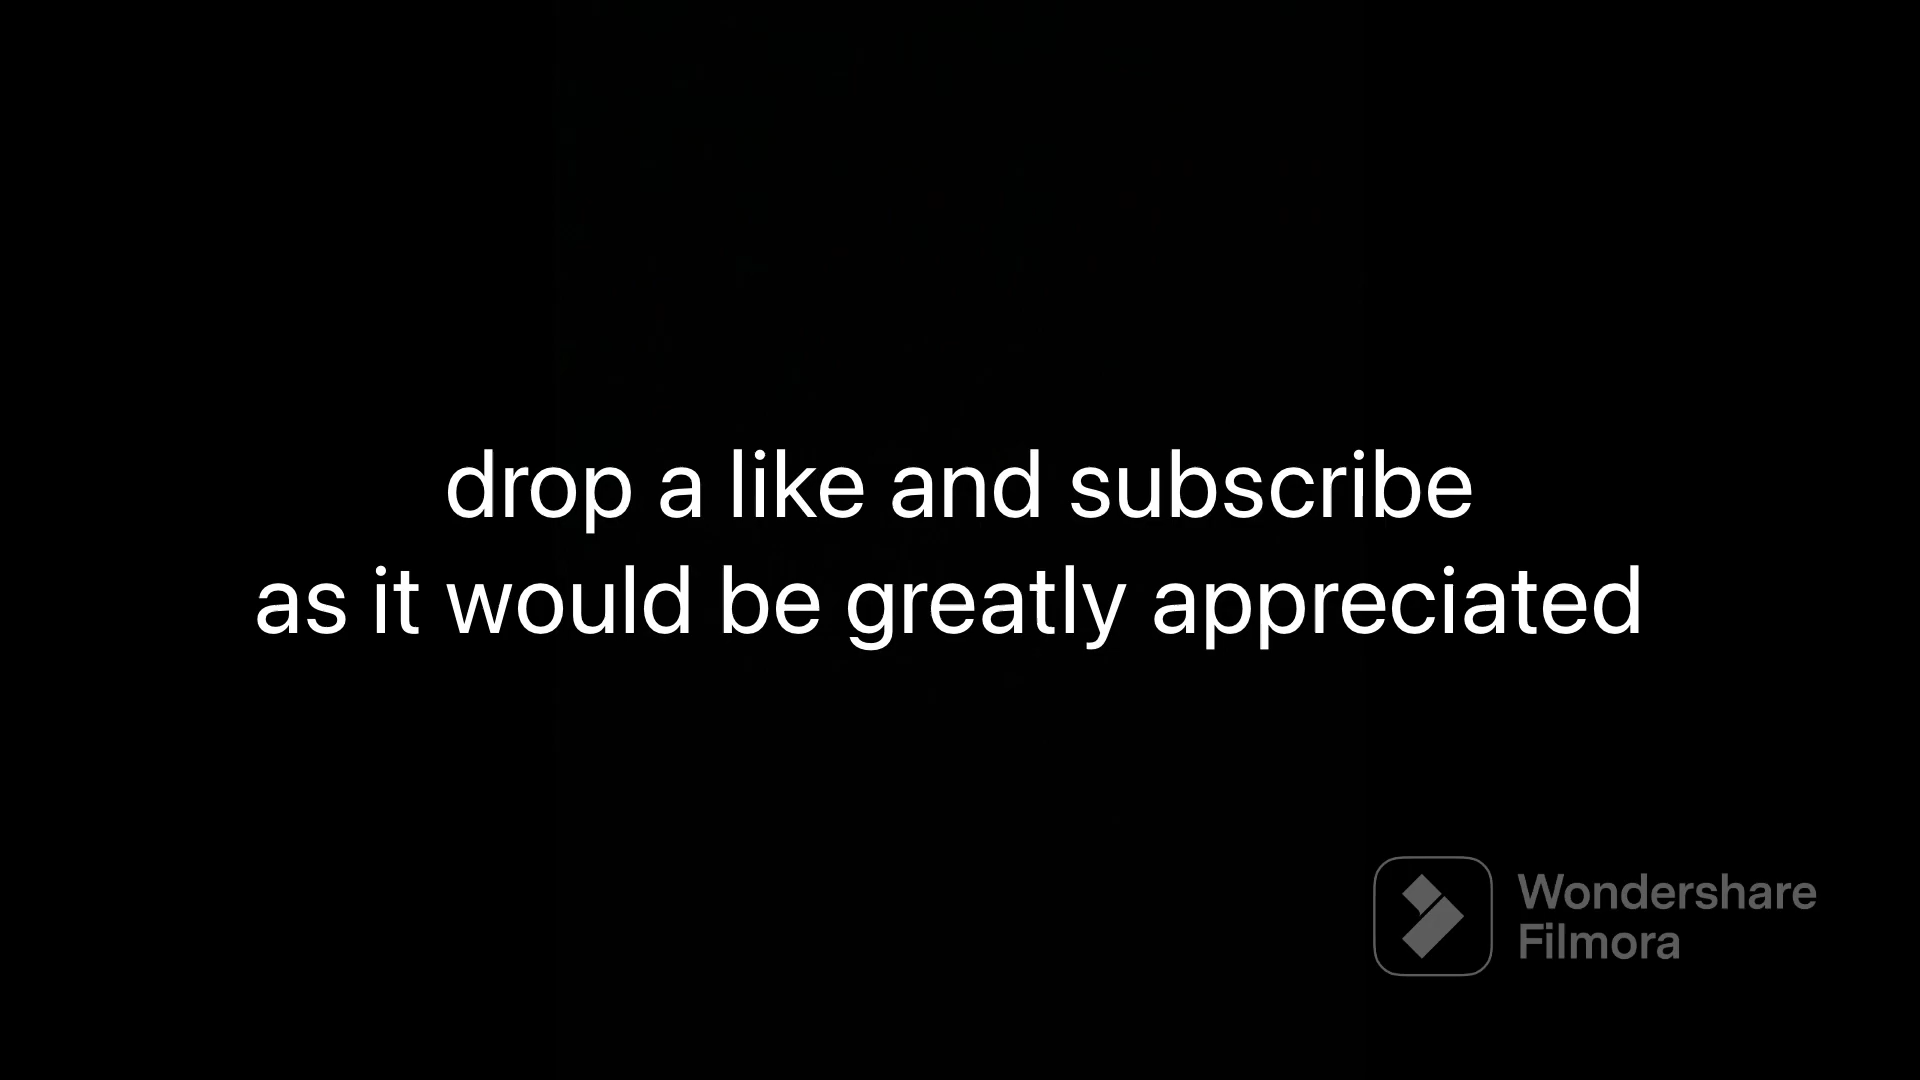 drop a like and subscribe
as it would be greatly appreciated
Wondershare
Filmora